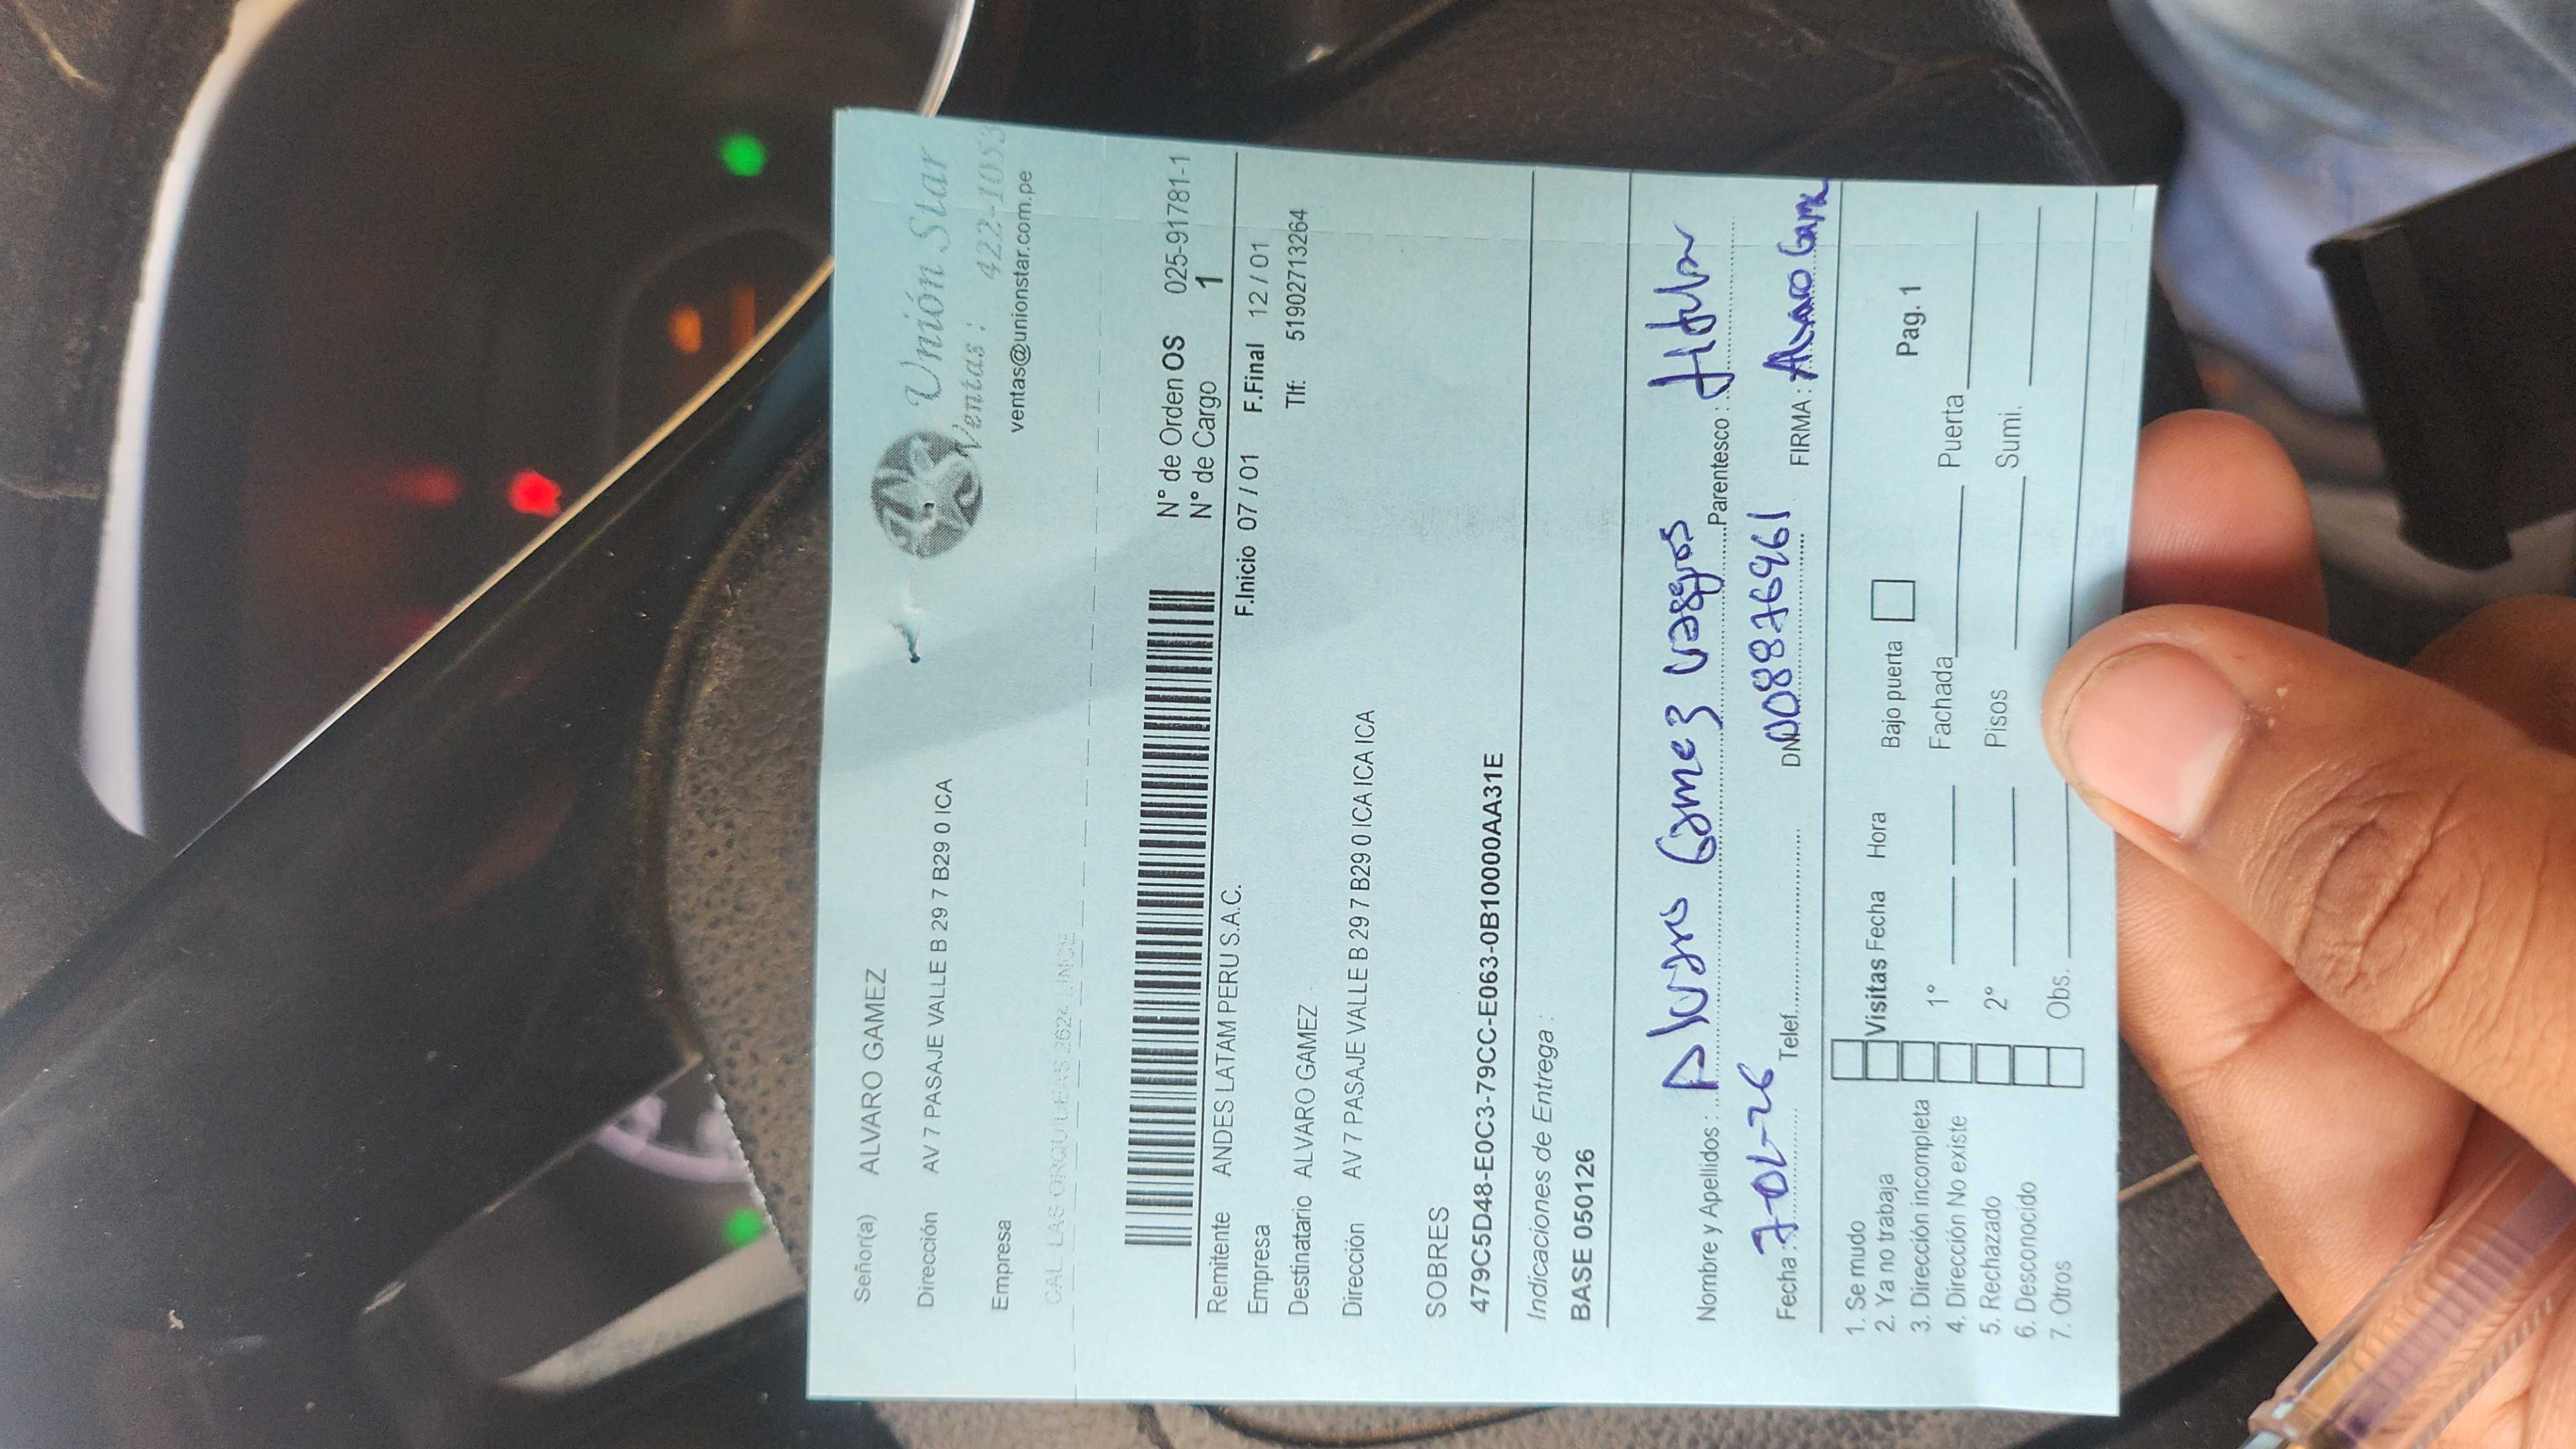 Señor(a) ALVARO GAMEZ
Dirección AV 7 PASAJE VALLE B 29 7 B29 0 ICA
Empresa
Unión Star
Ventas: 422-1053
ventas@unionstar.com.pe
N° de Orden OS 025-91781-1
N° de Cargo 1
Remitente ANDES LATAM PERU S.A.C.
F.Inicio 07 / 01 F.Final 12 / 01
Empresa
Destinatario ALVARO GAMEZ Tlf: 51902713264
Dirección AV 7 PASAJE VALLE B 29 7 B29 0 ICA ICA ICA
SOBRES
479C5D48-E0C3-79CC-E063-0B10000AA31E
Indicaciones de Entrega :
BASE 050126
Nombre y Apellidos : Alvaro Gamez Parentesco : titular
Fecha : 7-01-26 Telef. DNI 008876961 FIRMA : Alvaro Gamez
1. Se mudo
2. Ya no trabaja
3. Dirección incompleta
4. Dirección No existe
5. Rechazado
6. Desconocido
7. Otros
Visitas Fecha Hora Bajo puerta Pag. 1
1° Fachada Puerta
2° Pisos Sumi.
Obs.